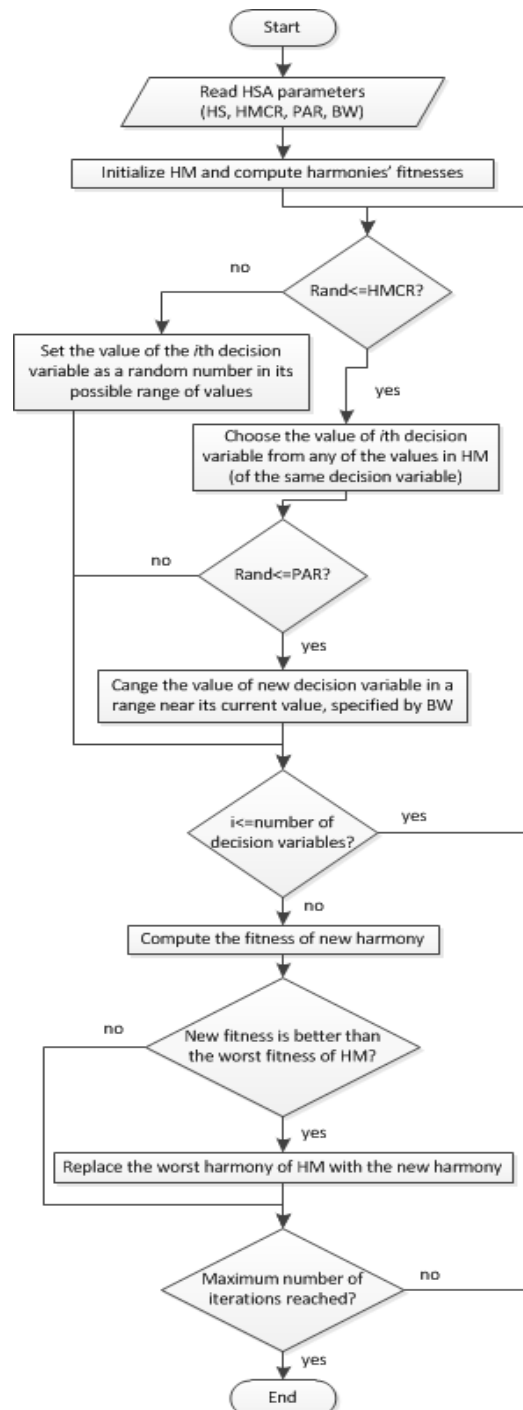 Start
Read HSA parameters
(HS, HMCR, PAR, BW)
Initialize HM and compute harmonies' fitnesses
no
Rand<=HMCR?
Set the value of the ith decision
variable as a random number in its
possible range of values
yes
Choose the value of ith decision
variable from any of the values in HM
(of the same decision variable)
no
Rand<=PAR?
yes
Cange the value of new decision variable in a
range near its current value, specified by BW
i<=number of
decision variables?
yes
no
Compute the fitness of new harmony
no
New fitness is better than
the worst fitness of HM?
yes
Replace the worst harmony of HM with the new harmony
Maximum number of
iterations reached?
no
yes
End